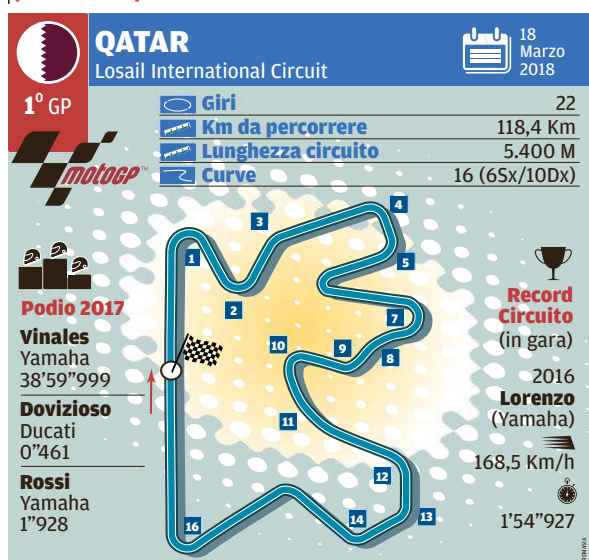 QATAR
Losail International Circuit
18
Marzo
2018
1° GP
Giri 22
Km da percorrere 118,4 Km
Lunghezza circuito 5.400 M
Curve 16 (6Sx/10Dx)
motoGP™
Podio 2017
Vinales
Yamaha
38'59"999
Dovizioso
Ducati
0"461
Rossi
Yamaha
1"928
1
2
3
4
5
7
8
9
10
11
12
13
14
16
Record
Circuito
(in gara)
2016
Lorenzo
(Yamaha)
168,5 Km/h
1'54"927